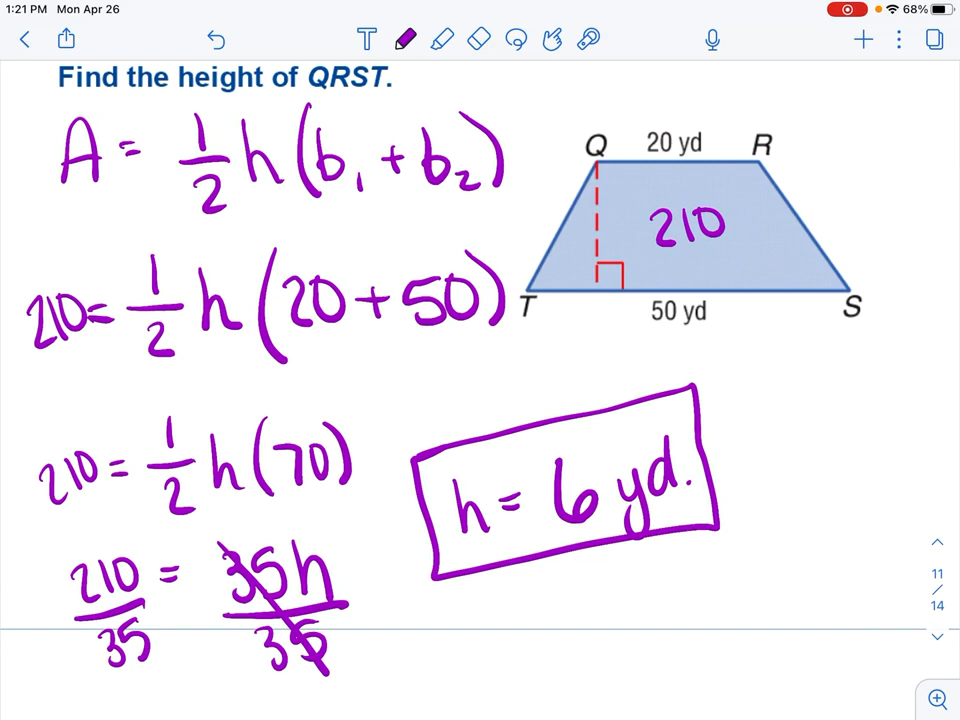 1:21 PM Mon Apr 26
68%
T
Find the height of QRST.
A = 1/2 h(b₁ + b₂)
210 = 1/2 h(20 + 50)
210 = 1/2 h(70)
210/35 = 35h/35
h = 6 yd.
Q 20 yd R
210
T 50 yd S
11
/
14